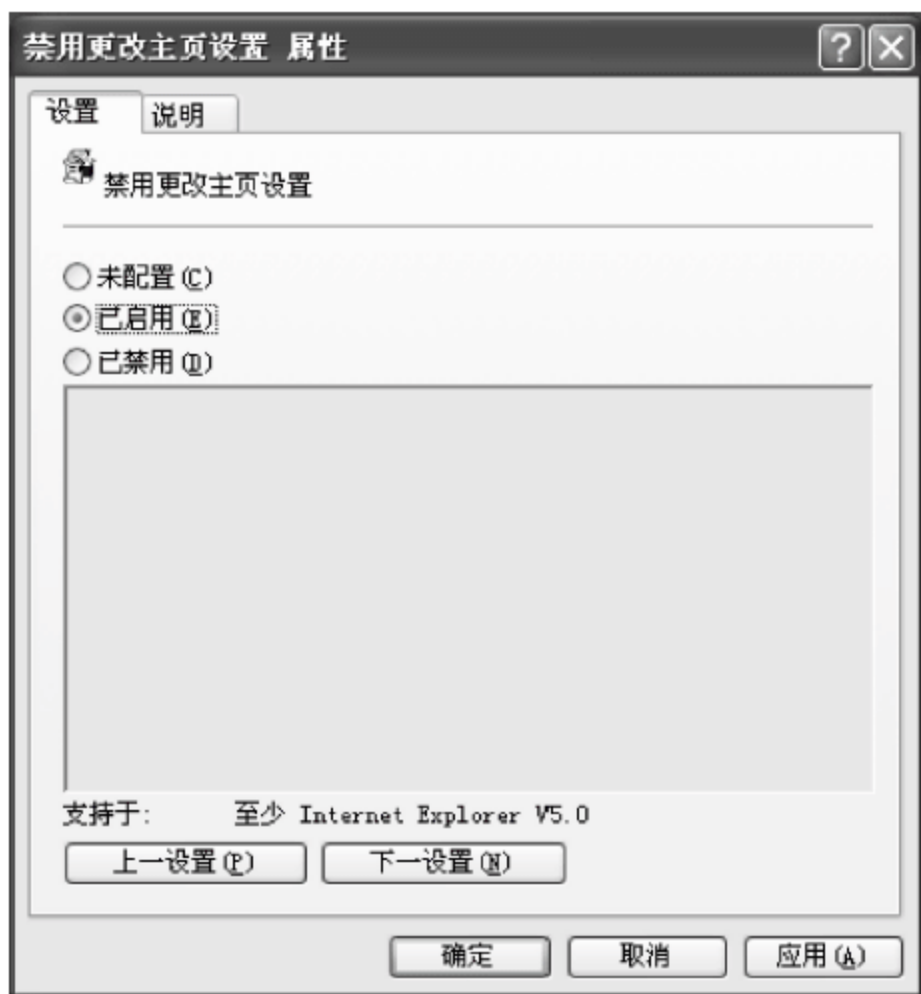 禁用更改主页设置 属性
设置 说明
禁用更改主页设置
未配置(C)
已启用(E)
已禁用(D)
支持于: 至少 Internet Explorer V5.0
上一设置(P) 下一设置(N)
确定 取消 应用(A)